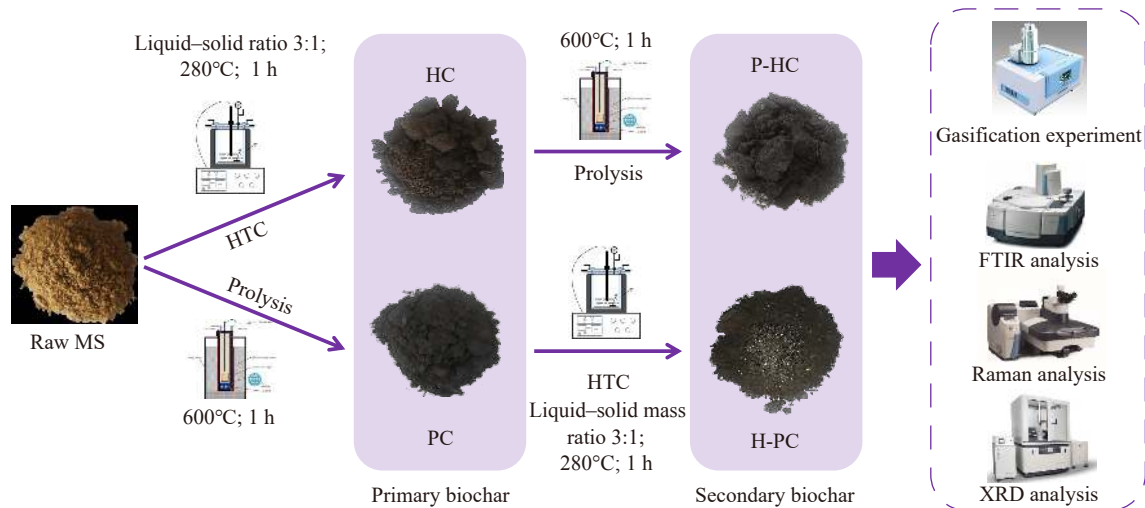 Liquid–solid ratio 3:1;
280°C; 1 h
HTC
Raw MS
Prolysis
600°C; 1 h
HC
PC
Primary biochar
600°C; 1 h
Prolysis
HTC
Liquid–solid mass
ratio 3:1;
280°C; 1 h
P-HC
H-PC
Secondary biochar
Gasification experiment
FTIR analysis
Raman analysis
XRD analysis